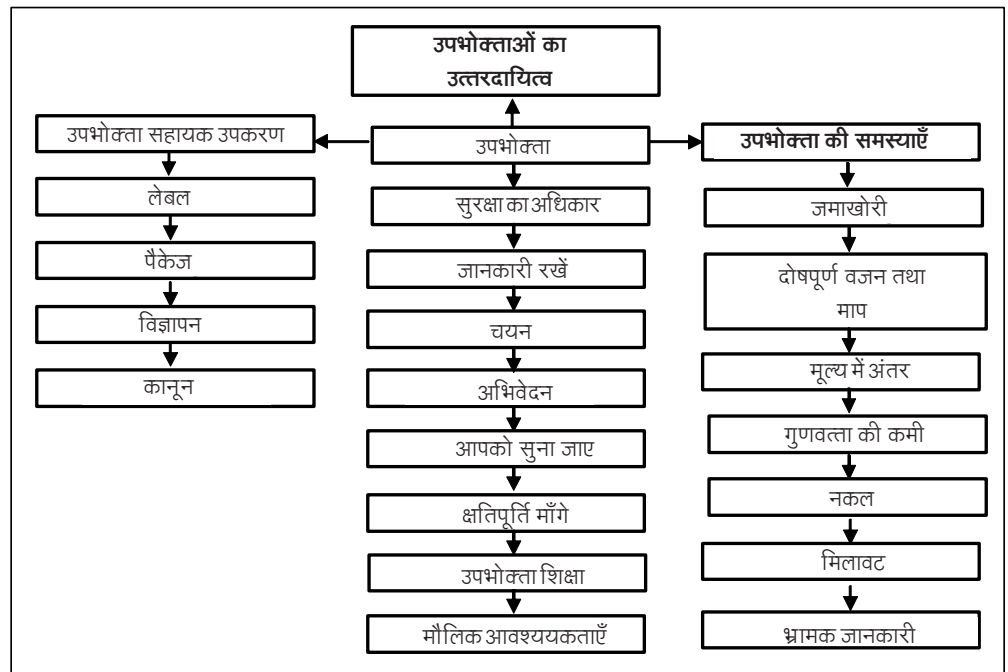 उपभोक्ताओं का
उत्तरदायित्व
उपभोक्ता सहायक उपकरण
उपभोक्ता
उपभोक्ता की समस्याएँ
लेबल
पैकेज
विज्ञापन
कानून
सुरक्षा का अधिकार
जानकारी रखें
चयन
अभिवेदन
आपको सुना जाए
क्षतिपूर्ति माँगे
उपभोक्ता शिक्षा
मौलिक आवश्ययकताएँ
जमाखोरी
दोषपूर्ण वजन तथा
माप
मूल्य में अंतर
गुणवत्ता की कमी
नकल
मिलावट
भ्रामक जानकारी